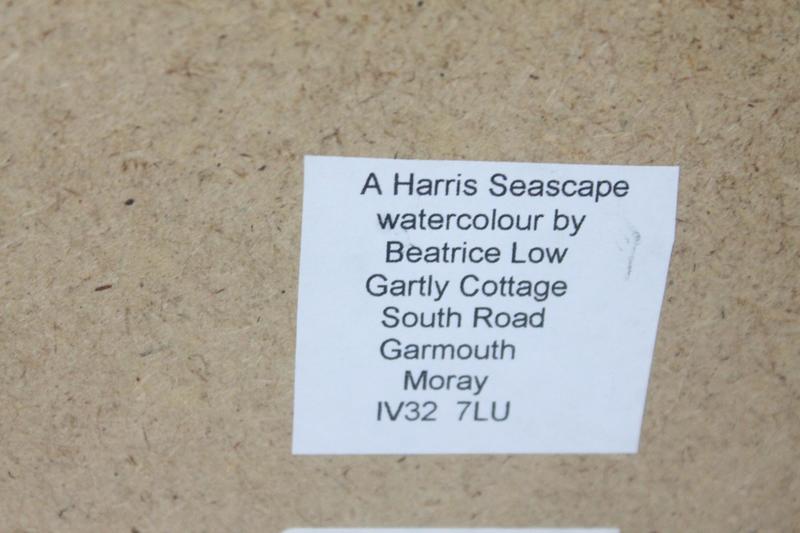 A Harris Seascape
watercolour by
Beatrice Low
Gartly Cottage
South Road
Garmouth
Moray
IV32 7LU